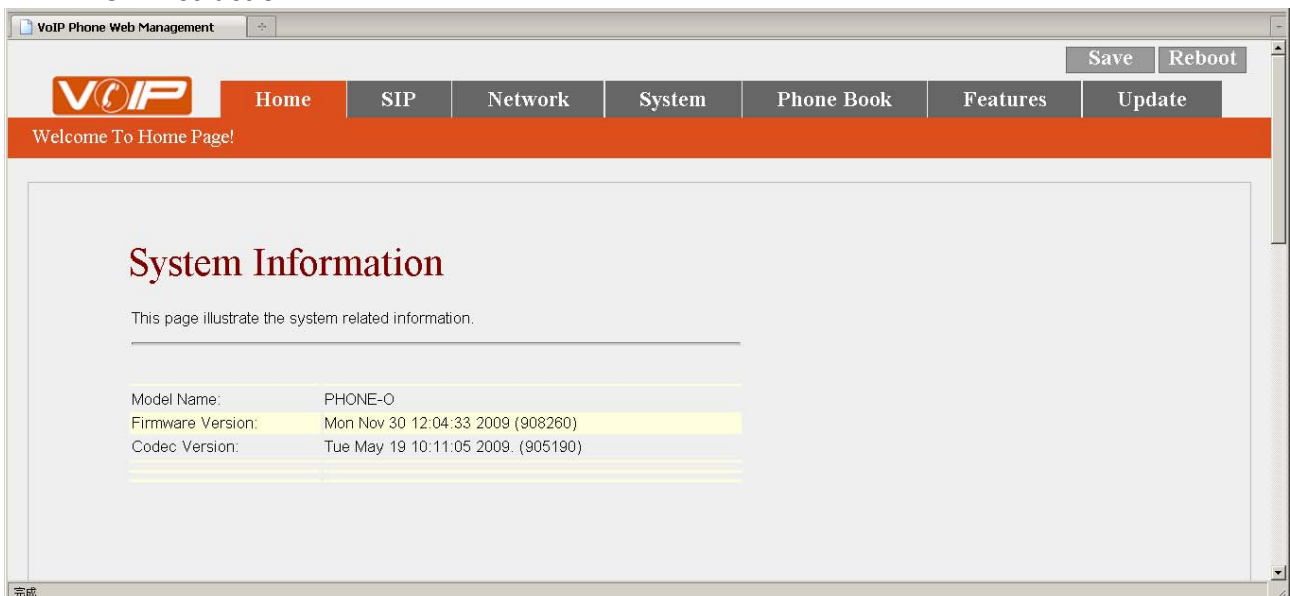 VoIP Phone Web Management
Save Reboot
VOIP Home SIP Network System Phone Book Features Update
Welcome To Home Page!
System Information
This page illustrate the system related information.
Model Name: PHONE-O
Firmware Version: Mon Nov 30 12:04:33 2009 (908260)
Codec Version: Tue May 19 10:11:05 2009. (905190)
完成